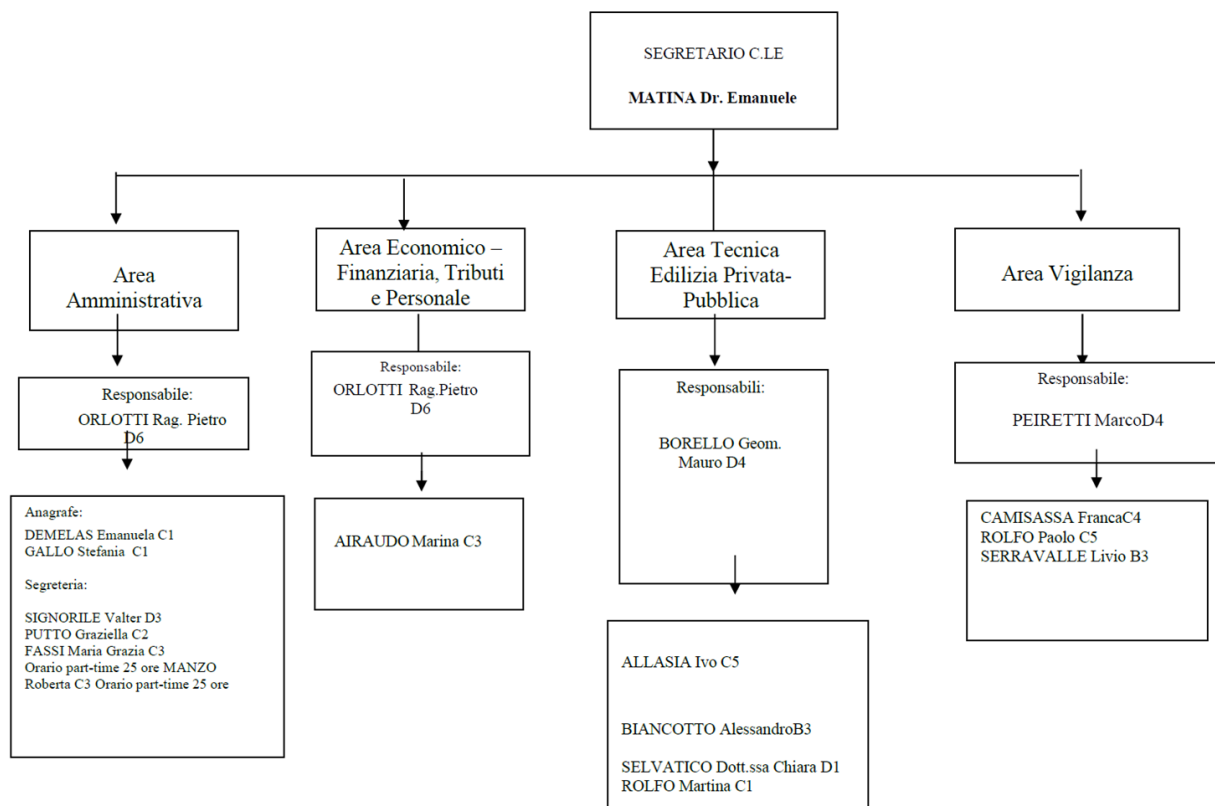 SEGRETARIO C.LE
MATINA Dr. Emanuele
Area
Amministrativa
Responsabile:
ORLOTTI Rag. Pietro
D6
Anagrafe:
DEMELAS Emanuela C1
GALLO Stefania C1
Segreteria:
SIGNORILE Valter D3
PUTTO Graziella C2
FASSI Maria Grazia C3
Orario part-time 25 ore MANZO
Roberta C3 Orario part-time 25 ore
Area Economico –
Finanziaria, Tributi
e Personale
Responsabile:
ORLOTTI Rag.Pietro
D6
AIRAUDO Marina C3
Area Tecnica
Edilizia Privata-
Pubblica
Responsabili:
BORELLO Geom.
Mauro D4
ALLASIA Ivo C5
BIANCOTTO AlessandroB3
SELVATICO Dott.ssa Chiara D1
ROLFO Martina C1
Area Vigilanza
Responsabile:
PEIRETTI MarcoD4
CAMISASSA FrancaC4
ROLFO Paolo C5
SERRAVALLE Livio B3